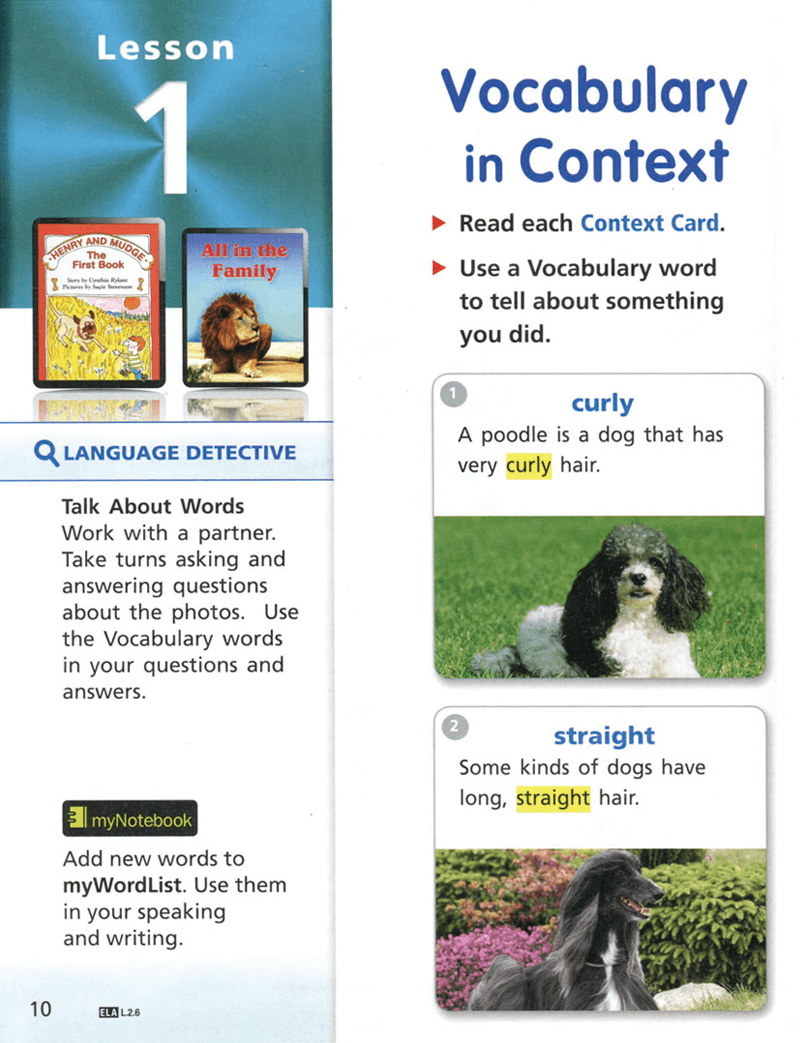 Lesson
1
HENRY AND MUDGE
The
First Book
Story by Cynthia Rylant
Pictures by Suçie Stevenson
All in the
Family
LANGUAGE DETECTIVE
Talk About Words
Work with a partner.
Take turns asking and
answering questions
about the photos. Use
the Vocabulary words
in your questions and
answers.
myNotebook
Add new words to
myWordList. Use them
in your speaking
and writing.
10
ELA L.2.6
Vocabulary
in Context
Read each Context Card.
Use a Vocabulary word
to tell about something
you did.
1
curly
A poodle is a dog that has
very curly hair.
2
straight
Some kinds of dogs have
long, straight hair.